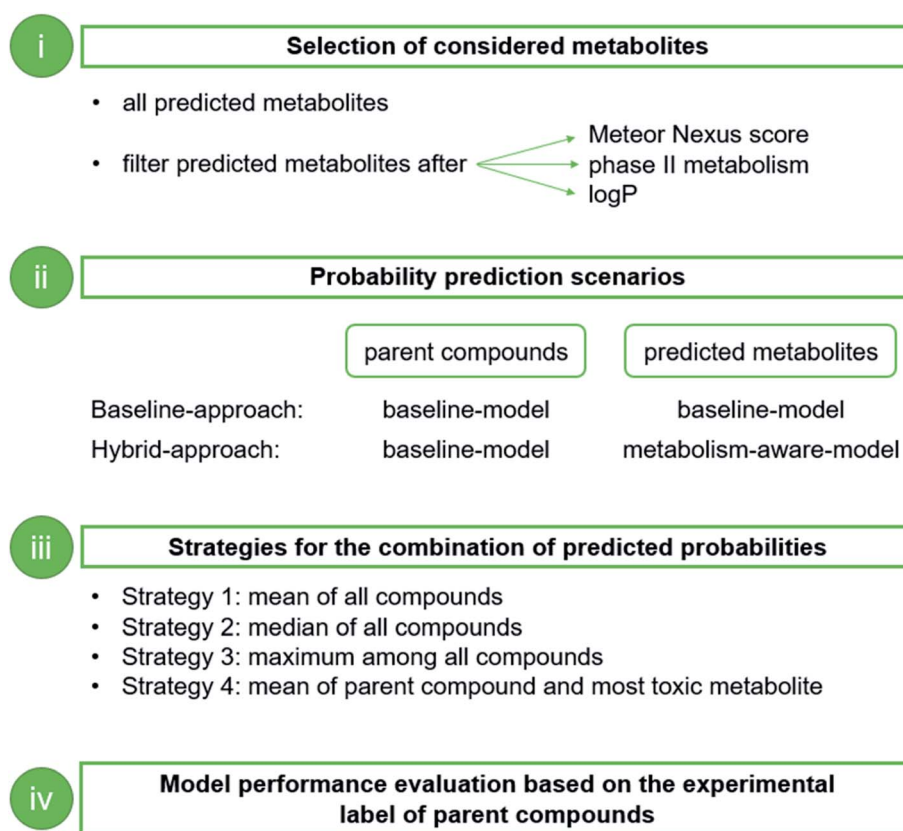 i
Selection of considered metabolites
• all predicted metabolites
• filter predicted metabolites after
Meteor Nexus score
phase II metabolism
logP
ii
Probability prediction scenarios
parent compounds predicted metabolites
Baseline-approach: baseline-model baseline-model
Hybrid-approach: baseline-model metabolism-aware-model
iii
Strategies for the combination of predicted probabilities
• Strategy 1: mean of all compounds
• Strategy 2: median of all compounds
• Strategy 3: maximum among all compounds
• Strategy 4: mean of parent compound and most toxic metabolite
iv
Model performance evaluation based on the experimental
label of parent compounds